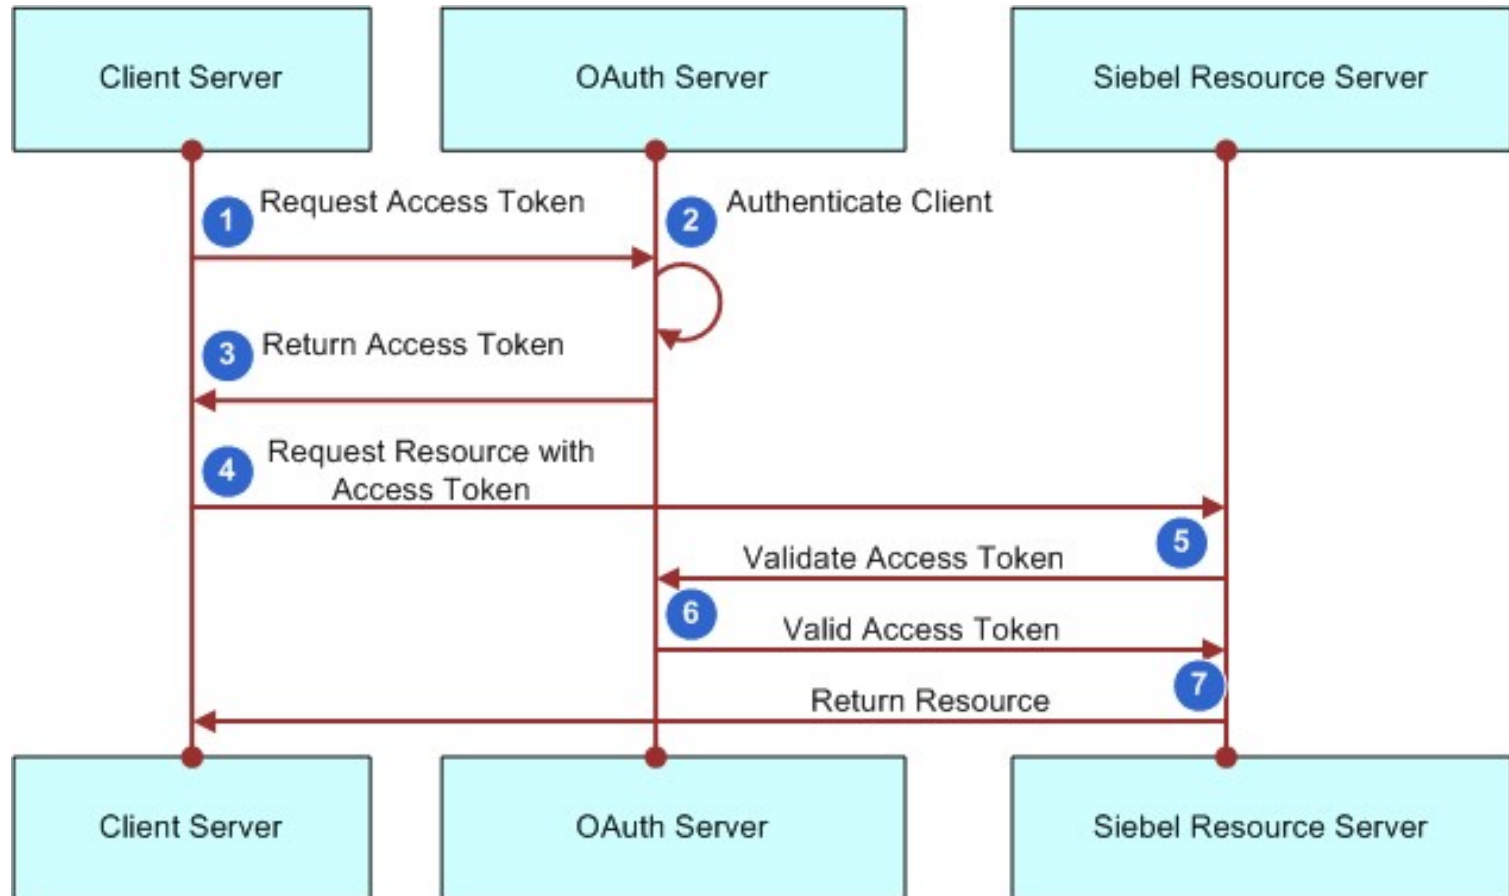 Client Server
OAuth Server
Siebel Resource Server
1
Request Access Token
2
Authenticate Client
3
Return Access Token
4
Request Resource with
Access Token
5
Validate Access Token
6
Valid Access Token
7
Return Resource
Client Server
OAuth Server
Siebel Resource Server